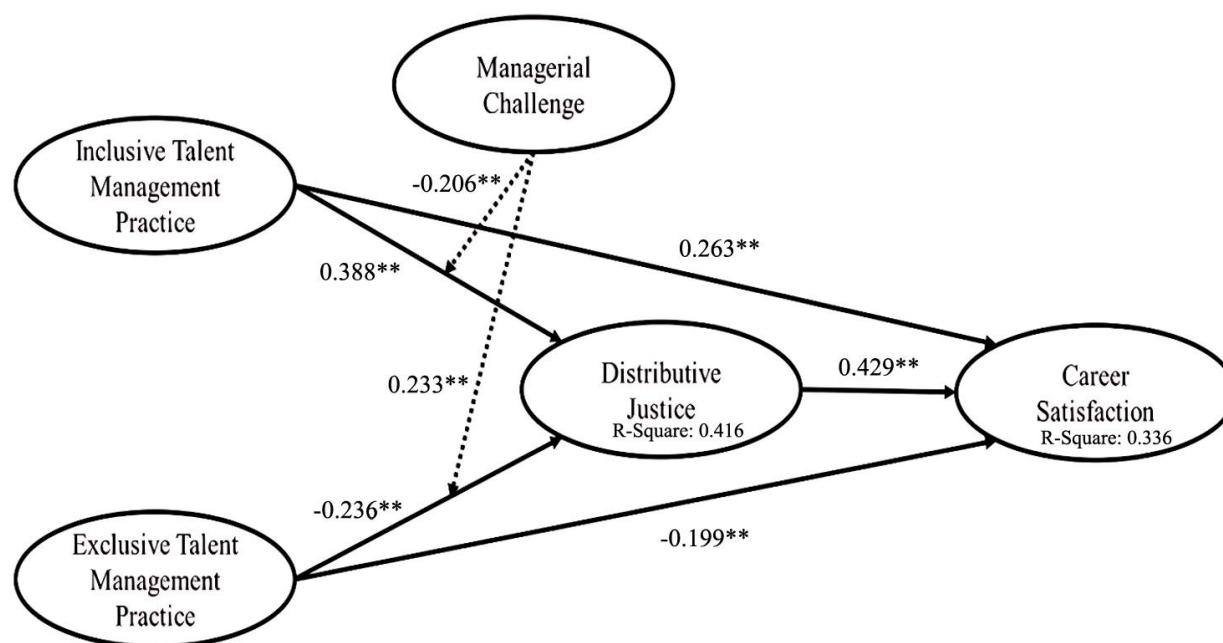 Managerial
Challenge
Inclusive Talent
Management
Practice
-0.206**
0.263**
0.388**
0.233**
Distributive
Justice
R-Square: 0.416
0.429**
Career
Satisfaction
R-Square: 0.336
-0.236**
-0.199**
Exclusive Talent
Management
Practice